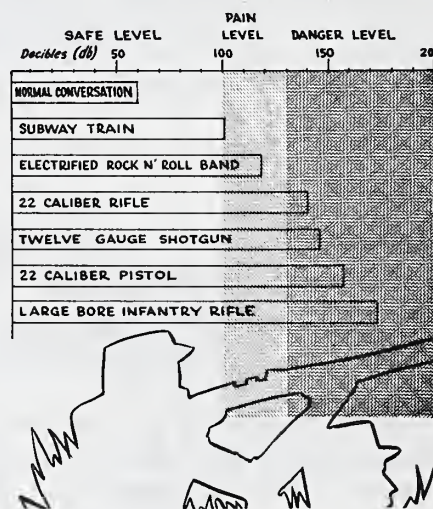 PAIN
SAFE LEVEL LEVEL DANGER LEVEL
Decibles (db) 50 100 150 20
NORMAL CONVERSATION
SUBWAY TRAIN
ELECTRIFIED ROCK N' ROLL BAND
22 CALIBER RIFLE
TWELVE GAUGE SHOTGUN
22 CALIBER PISTOL
LARGE BORE INFANTRY RIFLE